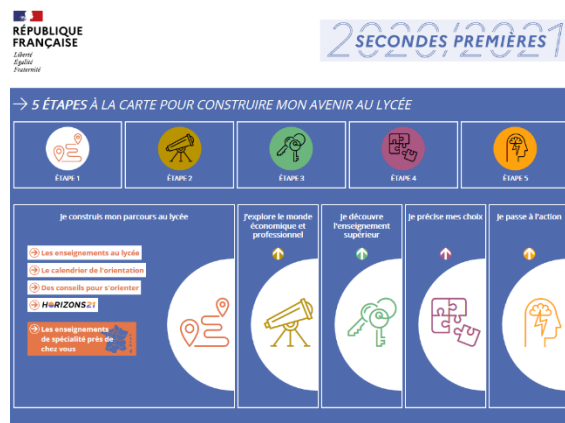 RÉPUBLIQUE
FRANÇAISE
Liberté
Égalité
Fraternité
2020/2021
SECONDES PREMIÈRES
→ 5 ÉTAPES À LA CARTE POUR CONSTRUIRE MON AVENIR AU LYCÉE
ÉTAPE 1
ÉTAPE 2
ÉTAPE 3
ÉTAPE 4
ÉTAPE 5
Je construis mon parcours au lycée
Les enseignements au lycée
Le calendrier de l'orientation
Des conseils pour s'orienter
HORIZONS21
Les enseignements
de spécialité près de
chez vous
J'explore le monde
économique et
professionnel
Je découvre
l'enseignement
supérieur
Je précise mes choix
Je passe à l'action